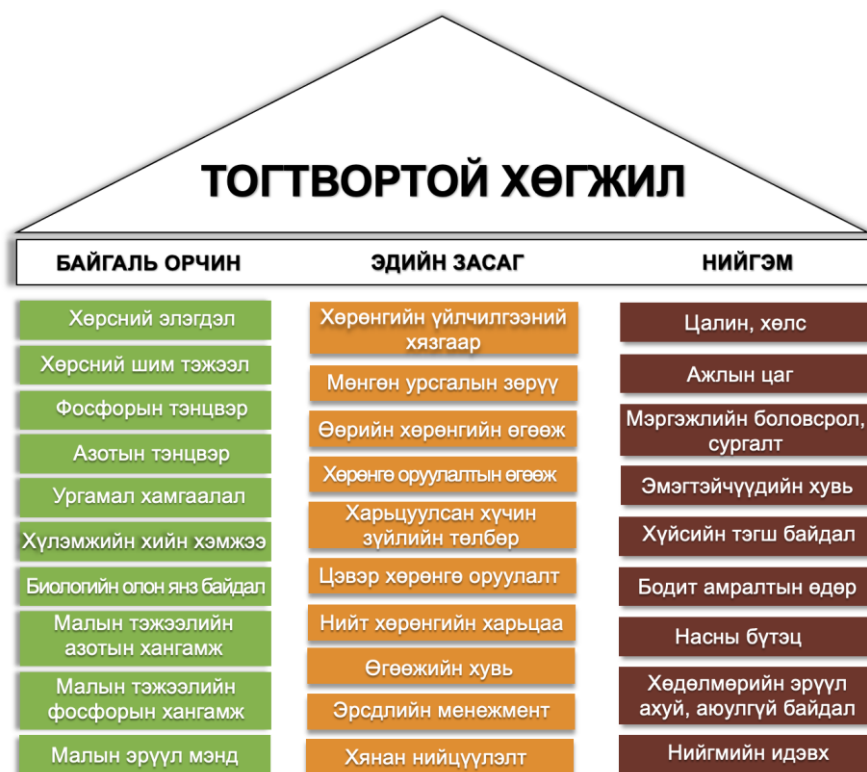 ТОГТВОРТОЙ ХӨГЖИЛ
БАЙГАЛЬ ОРЧИН
ЭДИЙН ЗАСАГ
НИЙГЭМ
Хөрсний элэгдэл
Хөрсний шим тэжээл
Фосфорын тэнцвэр
Азотын тэнцвэр
Ургамал хамгаалал
Хүлэмжийн хийн хэмжээ
Биологийн олон янз байдал
Малын тэжээлийн
азотын хангамж
Малын тэжээлийн
фосфорын хангамж
Малын эрүүл мэнд
Хөрөнгийн үйлчилгээний
хязгаар
Мөнгөн урсгалын зөрүү
Өөрийн хөрөнгийн өгөөж
Хөрөнгө оруулалтын өгөөж
Харьцуулсан хүчин
зүйлийн төлбөр
Цэвэр хөрөнгө оруулалт
Нийт хөрөнгийн харьцаа
Өгөөжийн хувь
Эрсдлийн менежмент
Хянан нийцүүлэлт
Цалин, хөлс
Ажлын цаг
Мэргэжлийн боловсрол,
сургалт
Эмэгтэйчүүдийн хувь
Хүйсийн тэгш байдал
Бодит амралтын өдөр
Насны бүтэц
Хөдөлмөрийн эрүүл
ахуй, аюулгүй байдал
Нийгмийн идэвх